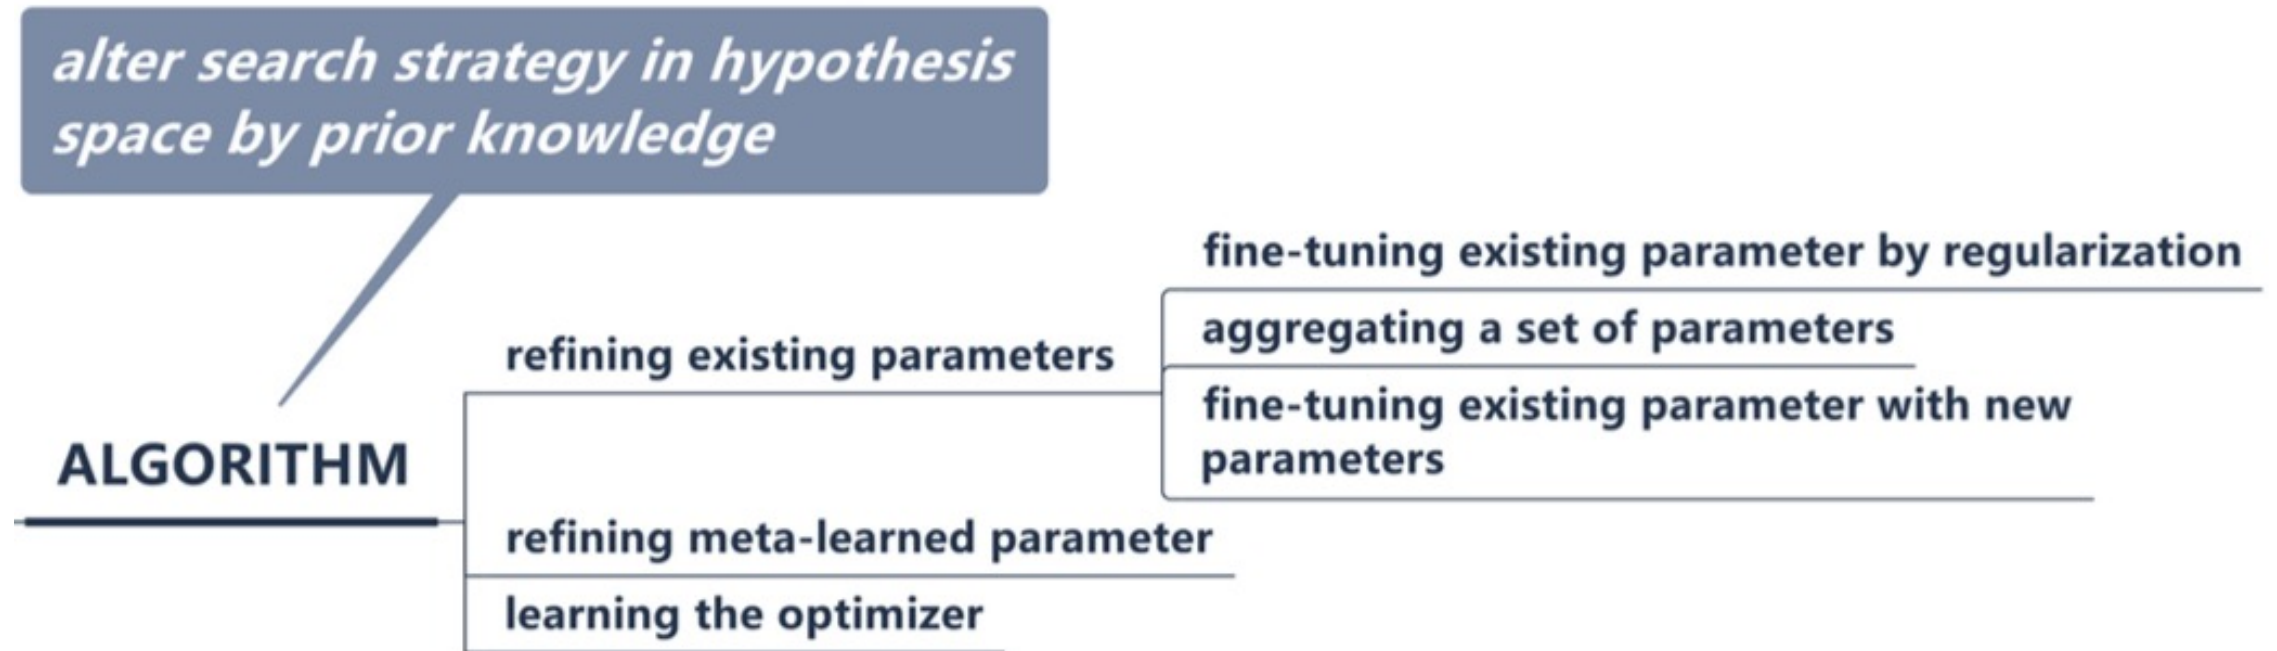 alter search strategy in hypothesis
space by prior knowledge
fine-tuning existing parameter by regularization
aggregating a set of parameters
refining existing parameters
fine-tuning existing parameter with new
parameters
ALGORITHM
refining meta-learned parameter
learning the optimizer